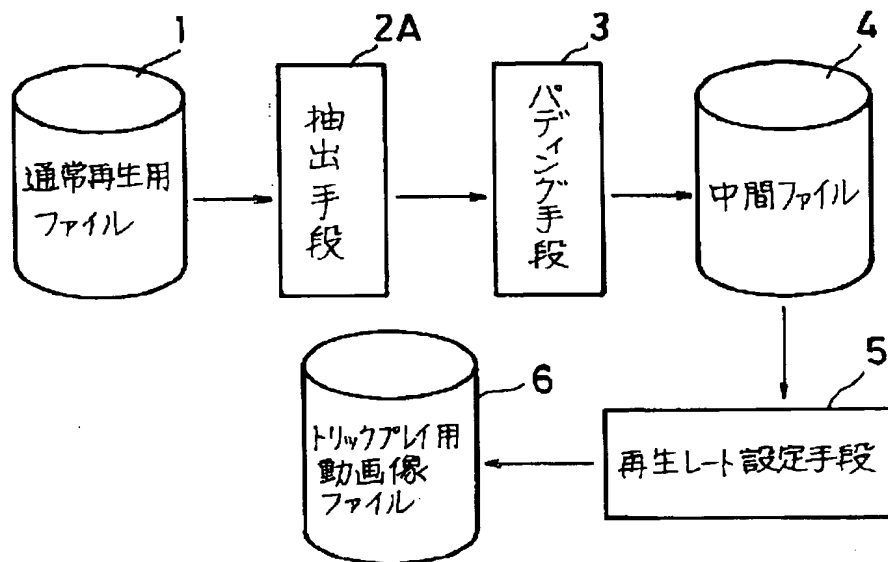 1
2A
3
4
通常再生用
ファイル
抽出手段
パディング手段
中間ファイル
5
再生レート設定手段
6
トリックプレイ用
動画像
ファイル